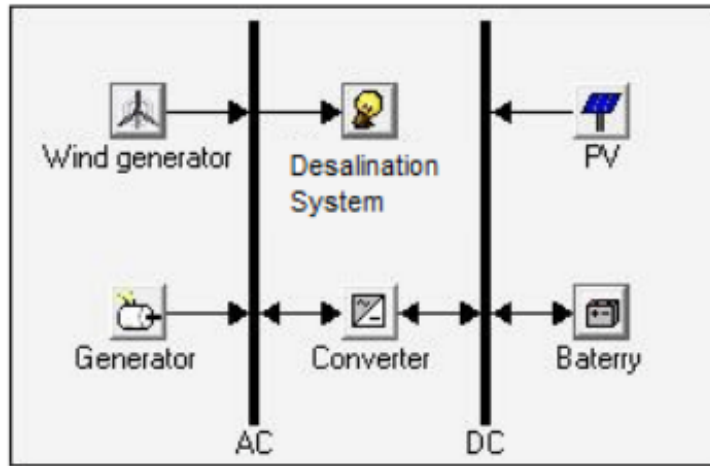 Wind generator
Desalination
System
PV
Generator
Converter
Baterry
AC
DC